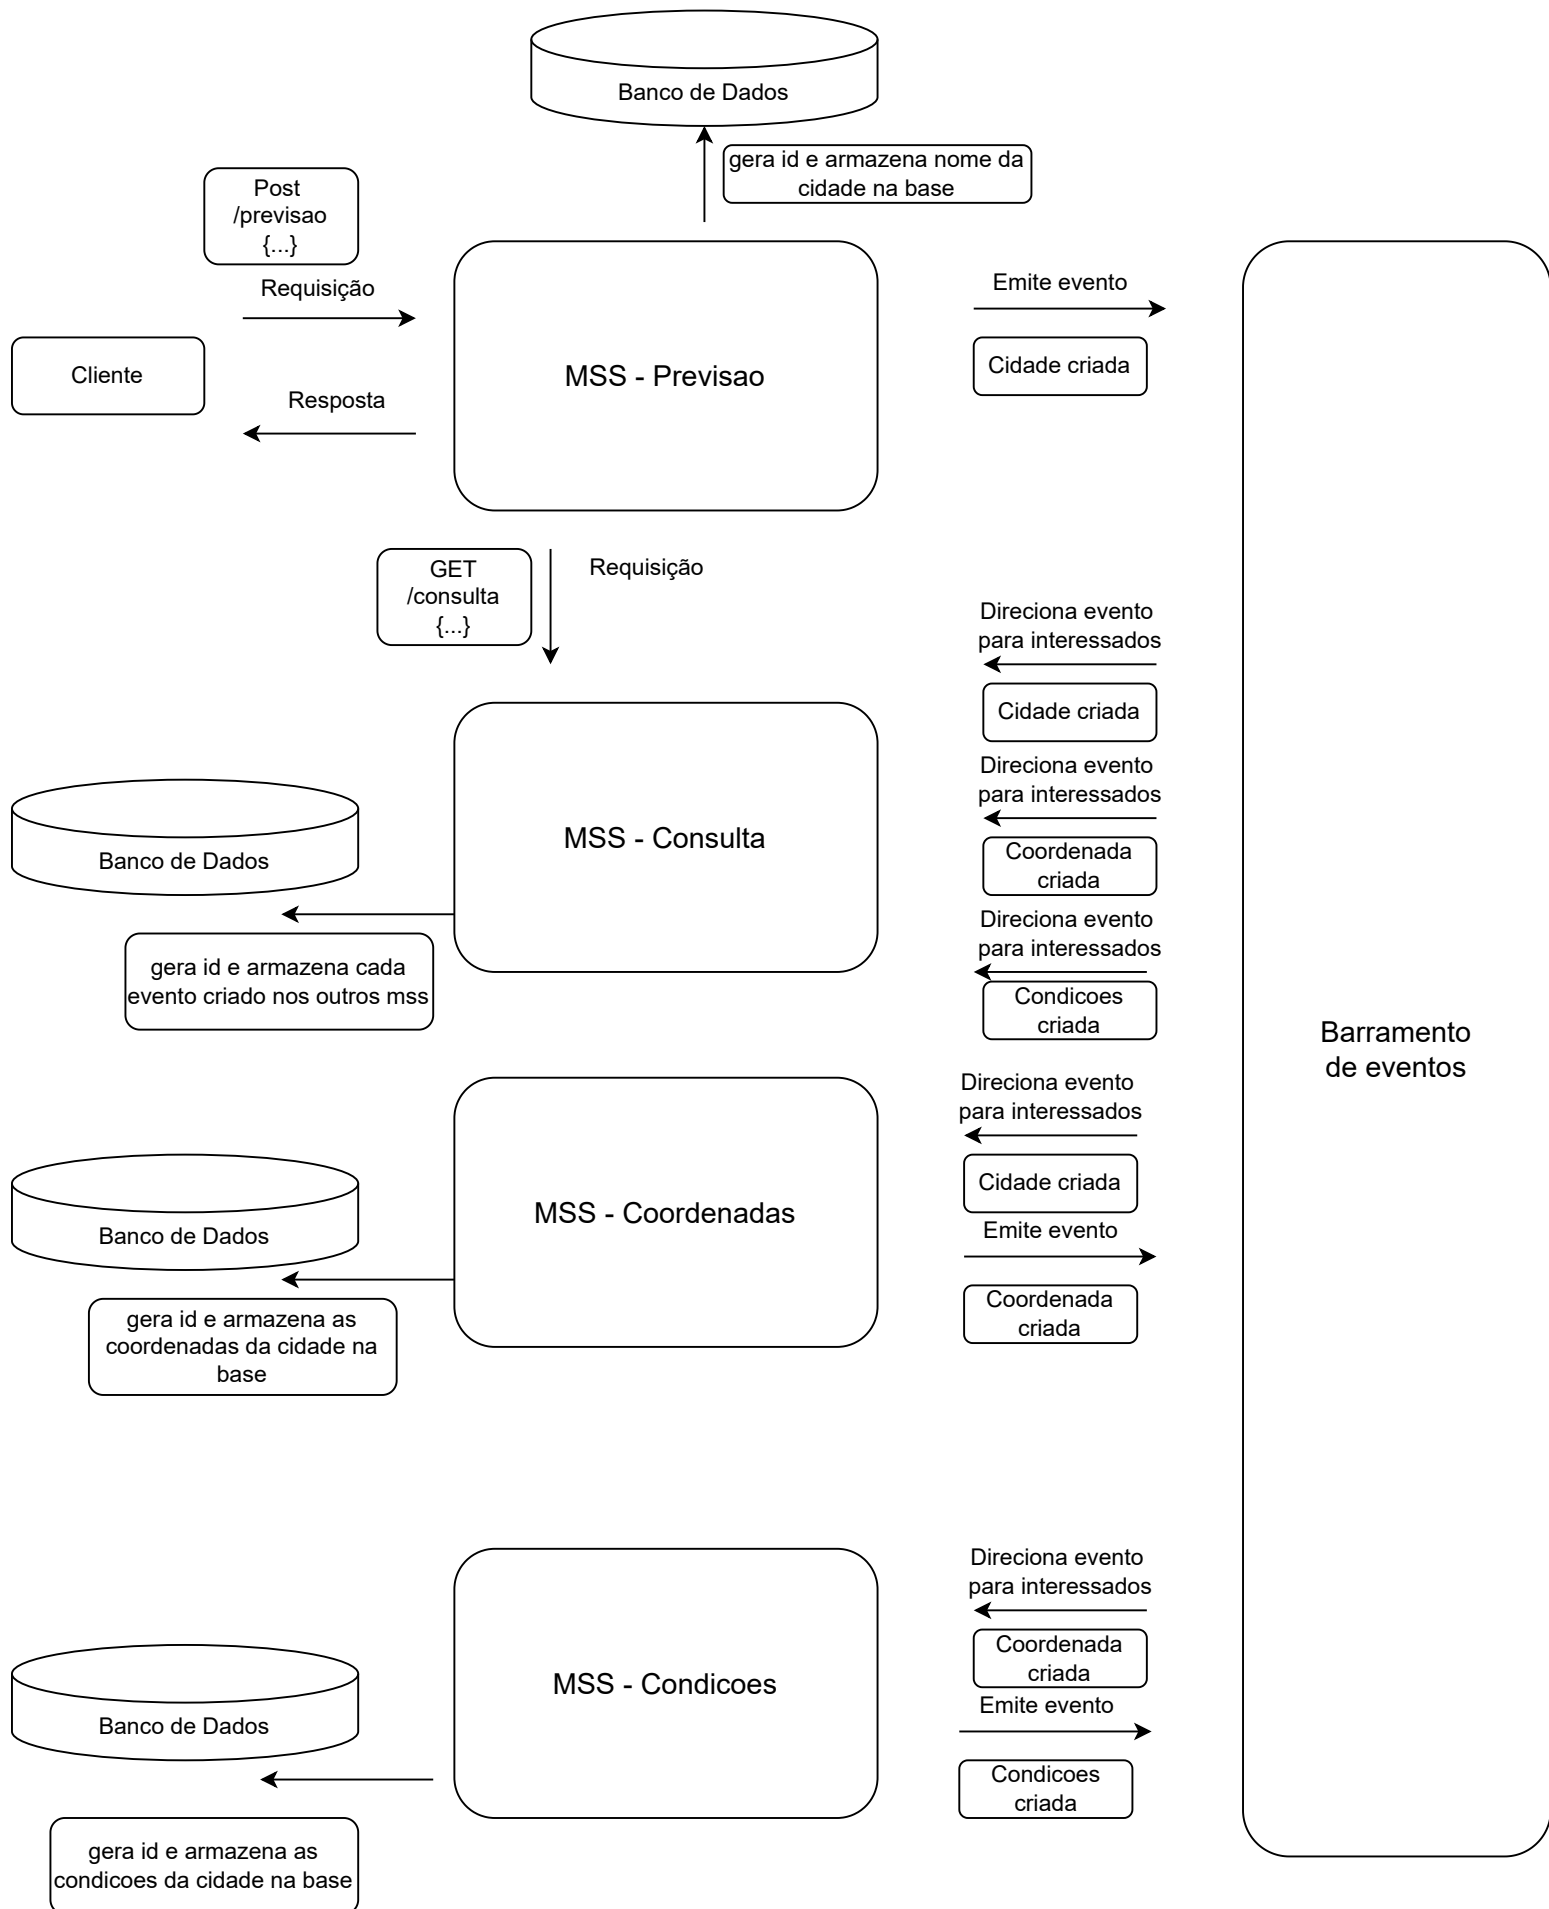 Banco de Dados
gera id e armazena nome da
cidade na base
Post
/previsao
{...}
Requisição
Cliente
Resposta
MSS - Previsao
Emite evento
Cidade criada
GET
/consulta
{...}
Requisição
Direciona evento
para interessados
Cidade criada
Direciona evento
para interessados
Coordenada
criada
Direciona evento
para interessados
Condicoes
criada
MSS - Consulta
Banco de Dados
gera id e armazena cada
evento criado nos outros mss
Barramento
de eventos
Direciona evento
para interessados
Cidade criada
Emite evento
Coordenada
criada
MSS - Coordenadas
Banco de Dados
gera id e armazena as
coordenadas da cidade na
base
Direciona evento
para interessados
Coordenada
criada
Emite evento
Condicoes
criada
MSS - Condicoes
Banco de Dados
gera id e armazena as
condicoes da cidade na base